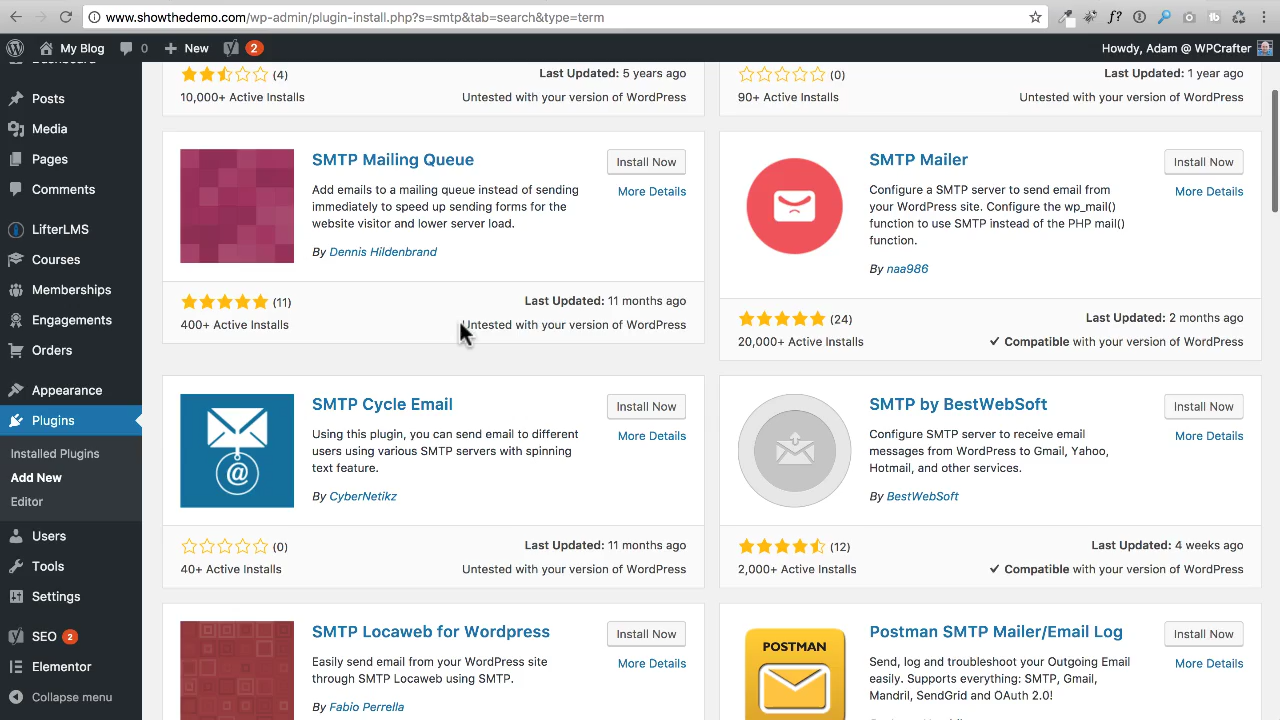 www.showthedemo.com/wp-admin/plugin-install.php?s=smtp&tab=search&type=term
My Blog
0
New
2
Howdy, Adam @ WPCrafter
Posts
Media
Pages
Comments
LifterLMS
Courses
Memberships
Engagements
Orders
Appearance
Plugins
Installed Plugins
Add New
Editor
Users
Tools
Settings
SEO 2
Elementor
Collapse menu
(4)
Last Updated: 5 years ago
10,000+ Active Installs
Untested with your version of WordPress
(0)
Last Updated: 1 year ago
90+ Active Installs
Untested with your version of WordPress
SMTP Mailing Queue
Install Now
More Details
Add emails to a mailing queue instead of sending
immediately to speed up sending forms for the
website visitor and lower server load.
By Dennis Hildenbrand
(11)
Last Updated: 11 months ago
400+ Active Installs
Untested with your version of WordPress
SMTP Mailer
Install Now
More Details
Configure a SMTP server to send email from
your WordPress site. Configure the wp_mail()
function to use SMTP instead of the PHP mail()
function.
By naa986
(24)
Last Updated: 2 months ago
20,000+ Active Installs
Compatible with your version of WordPress
SMTP Cycle Email
Install Now
More Details
Using this plugin, you can send email to different
users using various SMTP servers with spinning
text feature.
By CyberNetikz
(0)
Last Updated: 11 months ago
40+ Active Installs
Untested with your version of WordPress
SMTP by BestWebSoft
Install Now
More Details
Configure SMTP server to receive email
messages from WordPress to Gmail, Yahoo,
Hotmail, and other services.
By BestWebSoft
(12)
Last Updated: 4 weeks ago
2,000+ Active Installs
Compatible with your version of WordPress
SMTP Locaweb for Wordpress
Install Now
More Details
Easily send email from your WordPress site
through SMTP Locaweb using SMTP.
By Fabio Perrella
POSTMAN
Postman SMTP Mailer/Email Log
Install Now
More Details
Send, log and troubleshoot your Outgoing Email
easily. Supports everything: SMTP, Gmail,
Mandril, SendGrid and OAuth 2.0!